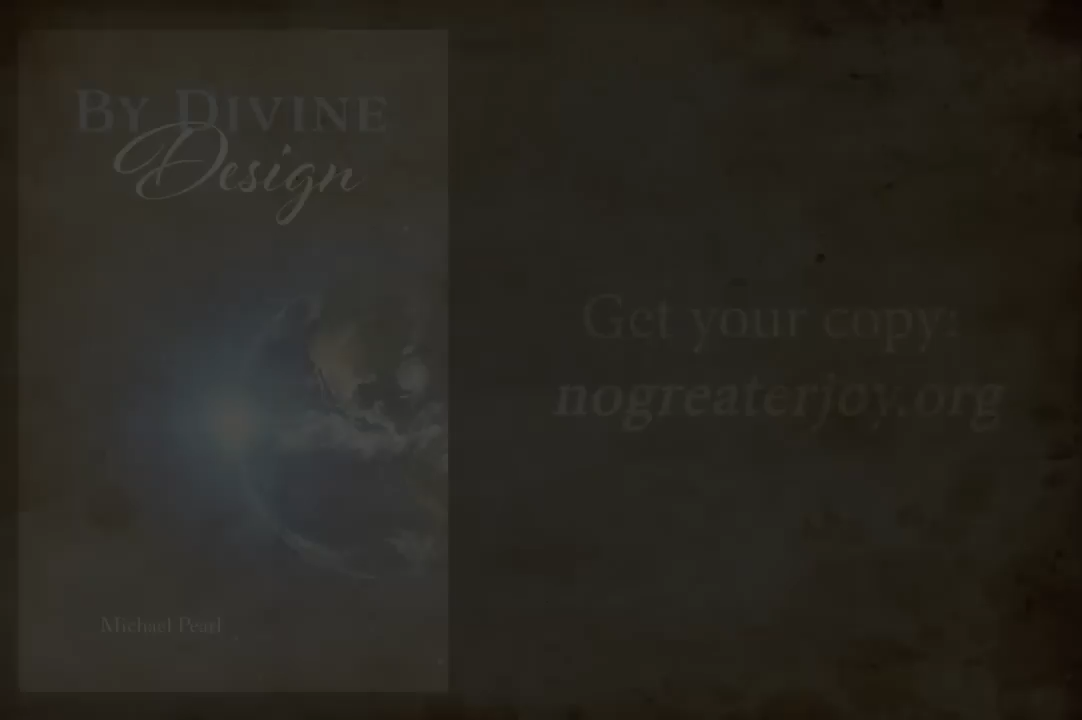 By Divine
Design
Michael Pearl
Get your copy:
nogreaterjoy.org